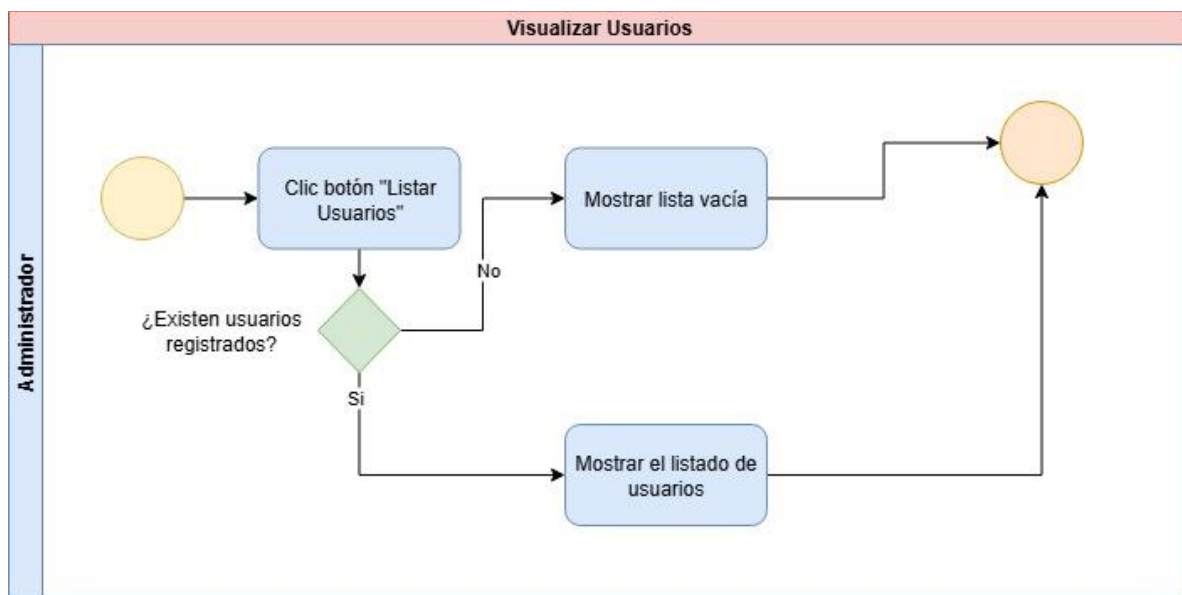 Visualizar Usuarios
Administrador
Clic botón "Listar
Usuarios"
Mostrar lista vacía
No
¿Existen usuarios
registrados?
Si
Mostrar el listado de
usuarios